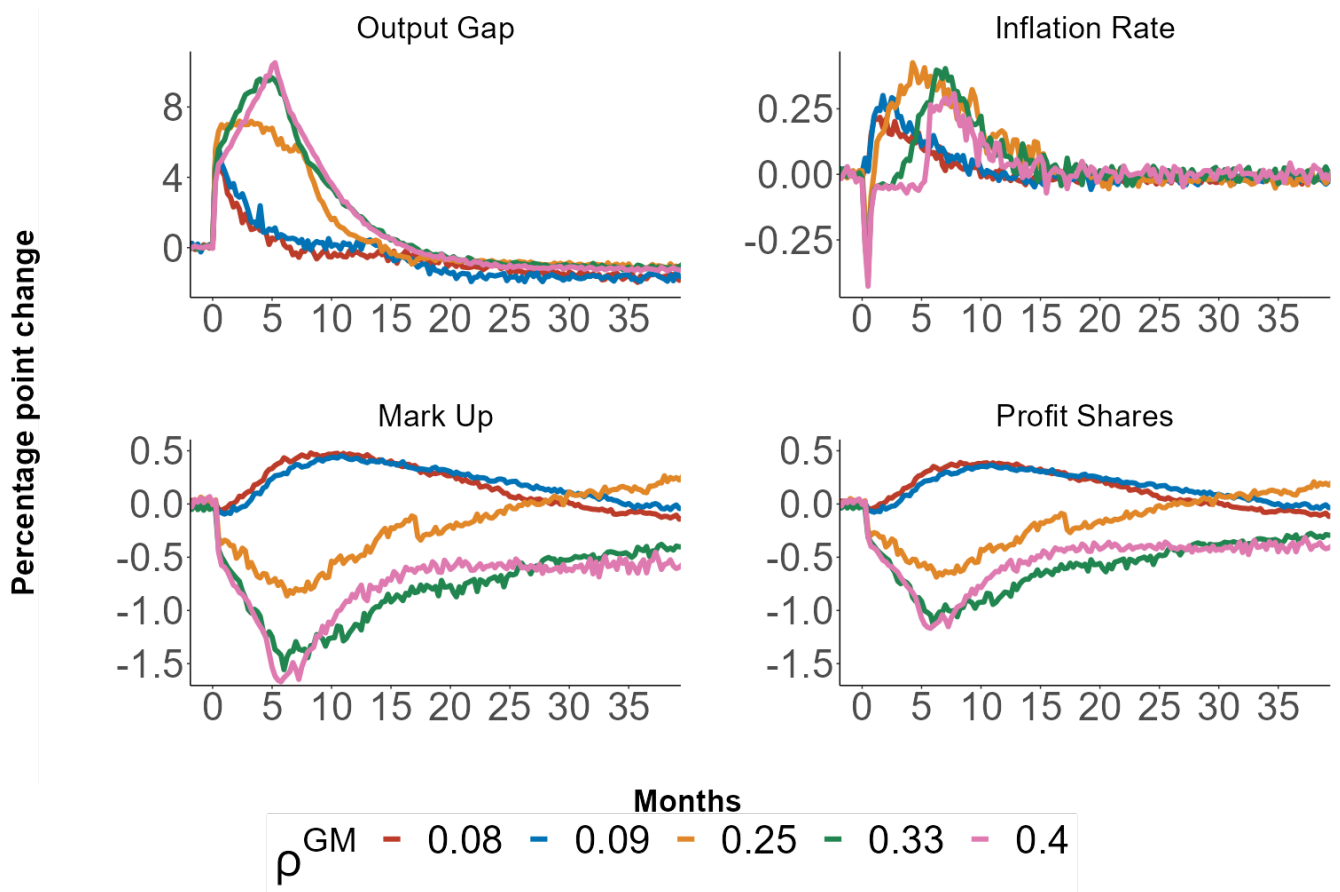 Output Gap
Inflation Rate
8
4
0
0.25
0.00
-0.25
0 5 10 15 20 25 30 35
0 5 10 15 20 25 30 35
Percentage point change
Mark Up
Profit Shares
0.5
0.0
-0.5
-1.0
-1.5
0.5
0.0
-0.5
-1.0
-1.5
0 5 10 15 20 25 30 35
0 5 10 15 20 25 30 35
Months
ρ^GM 0.08 0.09 0.25 0.33 0.4